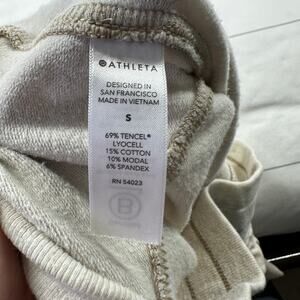 ATHLETA
DESIGNED IN
SAN FRANCISCO
MADE IN VIETNAM
S
69% TENCEL®
LYOCELL
15% COTTON
10% MODAL
6% SPANDEX
RN 54023
B